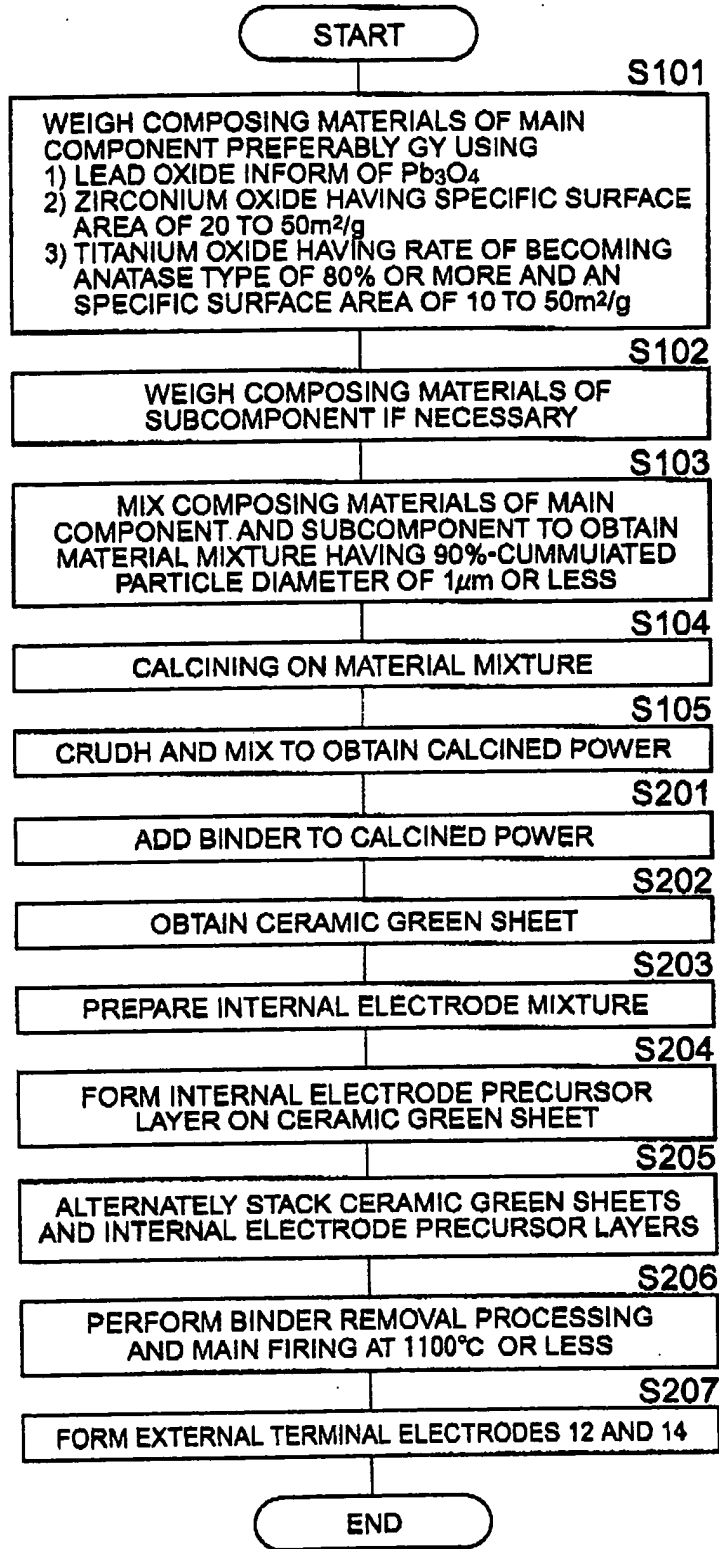 START
S101
WEIGH COMPOSING MATERIALS OF MAIN
COMPONENT PREFERABLY GY USING
1) LEAD OXIDE INFORM OF Pb₃O₄
2) ZIRCONIUM OXIDE HAVING SPECIFIC SURFACE
AREA OF 20 TO 50m²/g
3) TITANIUM OXIDE HAVING RATE OF BECOMING
ANATASE TYPE OF 80% OR MORE AND AN
SPECIFIC SURFACE AREA OF 10 TO 50m²/g
S102
WEIGH COMPOSING MATERIALS OF
SUBCOMPONENT IF NECESSARY
S103
MIX COMPOSING MATERIALS OF MAIN
COMPONENT AND SUBCOMPONENT TO OBTAIN
MATERIAL MIXTURE HAVING 90%-CUMMUIATED
PARTICLE DIAMETER OF 1μm OR LESS
S104
CALCINING ON MATERIAL MIXTURE
S105
CRUDH AND MIX TO OBTAIN CALCINED POWER
S201
ADD BINDER TO CALCINED POWER
S202
OBTAIN CERAMIC GREEN SHEET
S203
PREPARE INTERNAL ELECTRODE MIXTURE
S204
FORM INTERNAL ELECTRODE PRECURSOR
LAYER ON CERAMIC GREEN SHEET
S205
ALTERNATELY STACK CERAMIC GREEN SHEETS
AND INTERNAL ELECTRODE PRECURSOR LAYERS
S206
PERFORM BINDER REMOVAL PROCESSING
AND MAIN FIRING AT 1100°C OR LESS
S207
FORM EXTERNAL TERMINAL ELECTRODES 12 AND 14
END